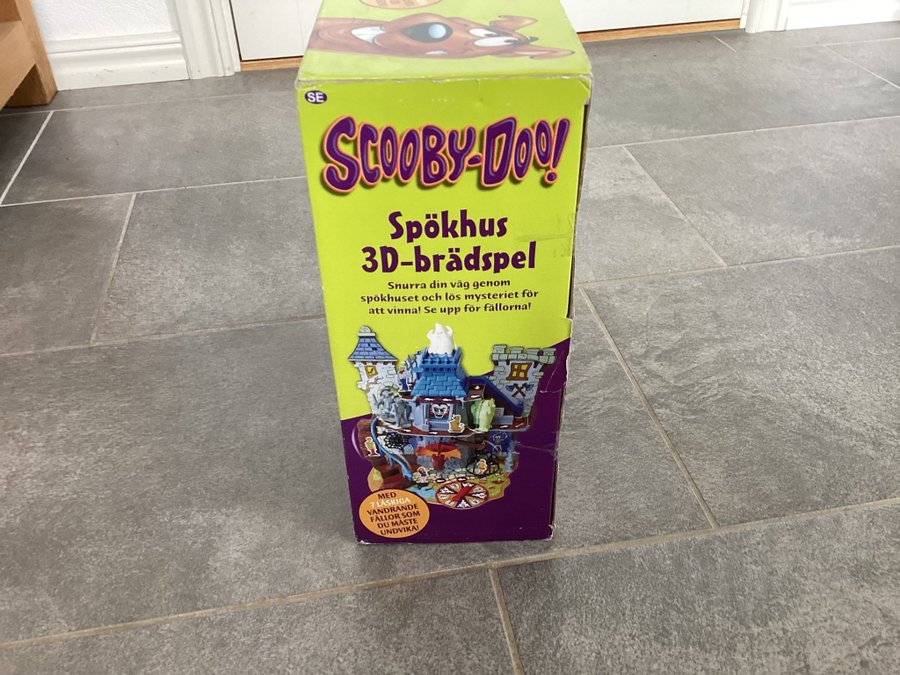 SE
SCOOBY-DOO!
Spökhus
3D-brädspel
Snurra din väg genom
spökhuset och lös mysteriet för
att vinna! Se upp för fällorna!
MED
7 LÄSKIGA
VANDRANDE
FÄLLOR SOM
DU MÅSTE
UNDVIKA!